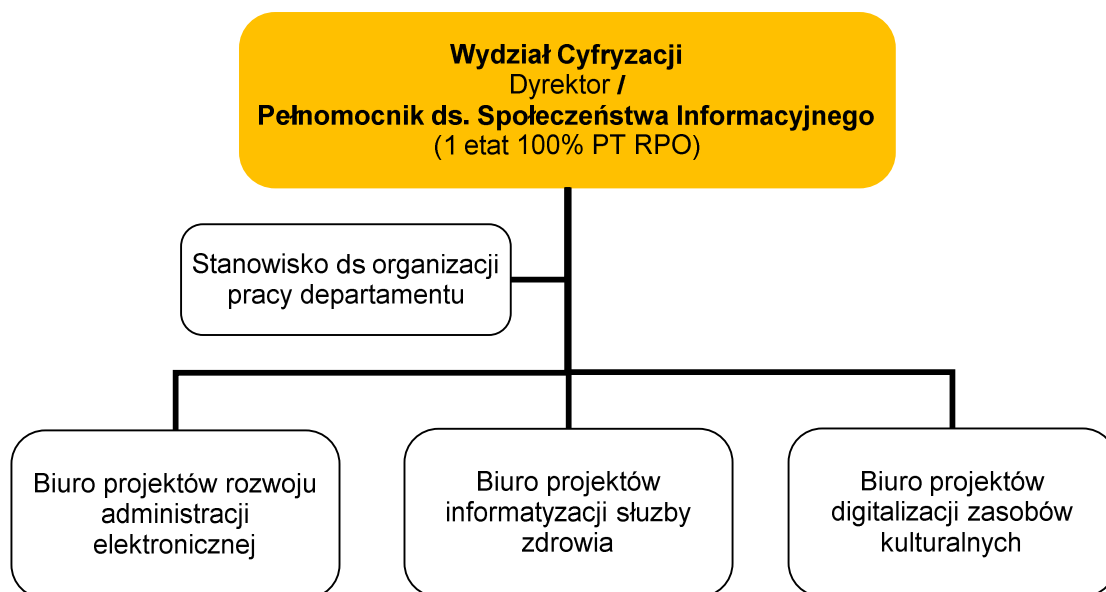 Wydział Cyfryzacji
Dyrektor /
Pełnomocnik ds. Społeczeństwa Informacyjnego
(1 etat 100% PT RPO)
Stanowisko ds organizacji
pracy departamentu
Biuro projektów rozwoju
administracji
elektronicznej
Biuro projektów
informatyzacji służby
zdrowia
Biuro projektów
digitalizacji zasobów
kulturalnych